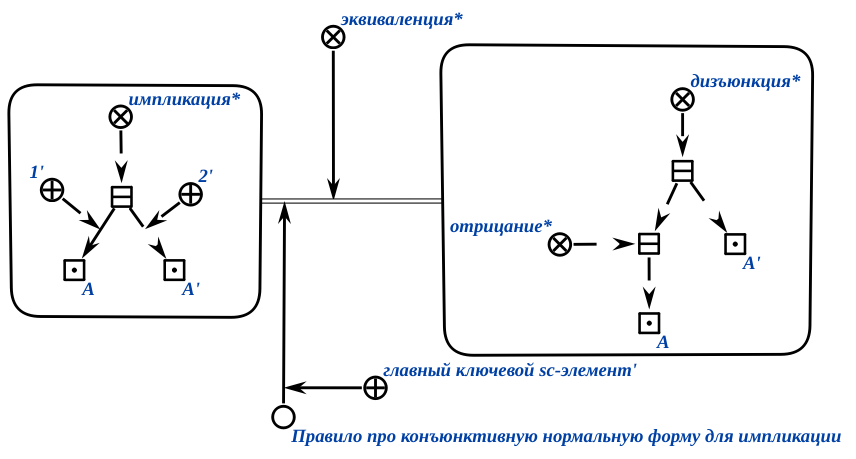 эквиваленция*
импликация*
дизъюнкция*
1'
2'
отрицание*
A
A'
A'
A
главный ключевой sc-элемент'
Правило про конъюнктивную нормальную форму для импликации